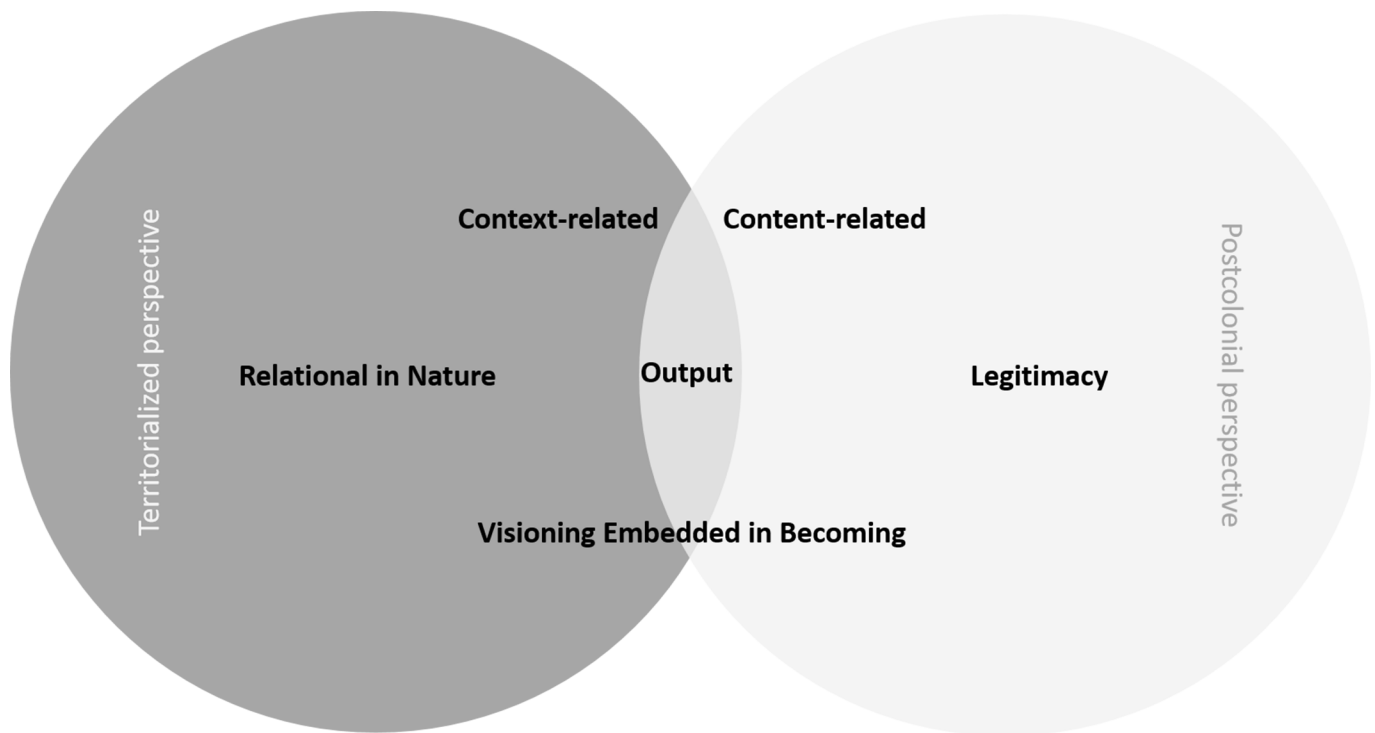 Territorialized perspective
Context-related
Content-related
Relational in Nature
Output
Legitimacy
Visioning Embedded in Becoming
Postcolonial perspective